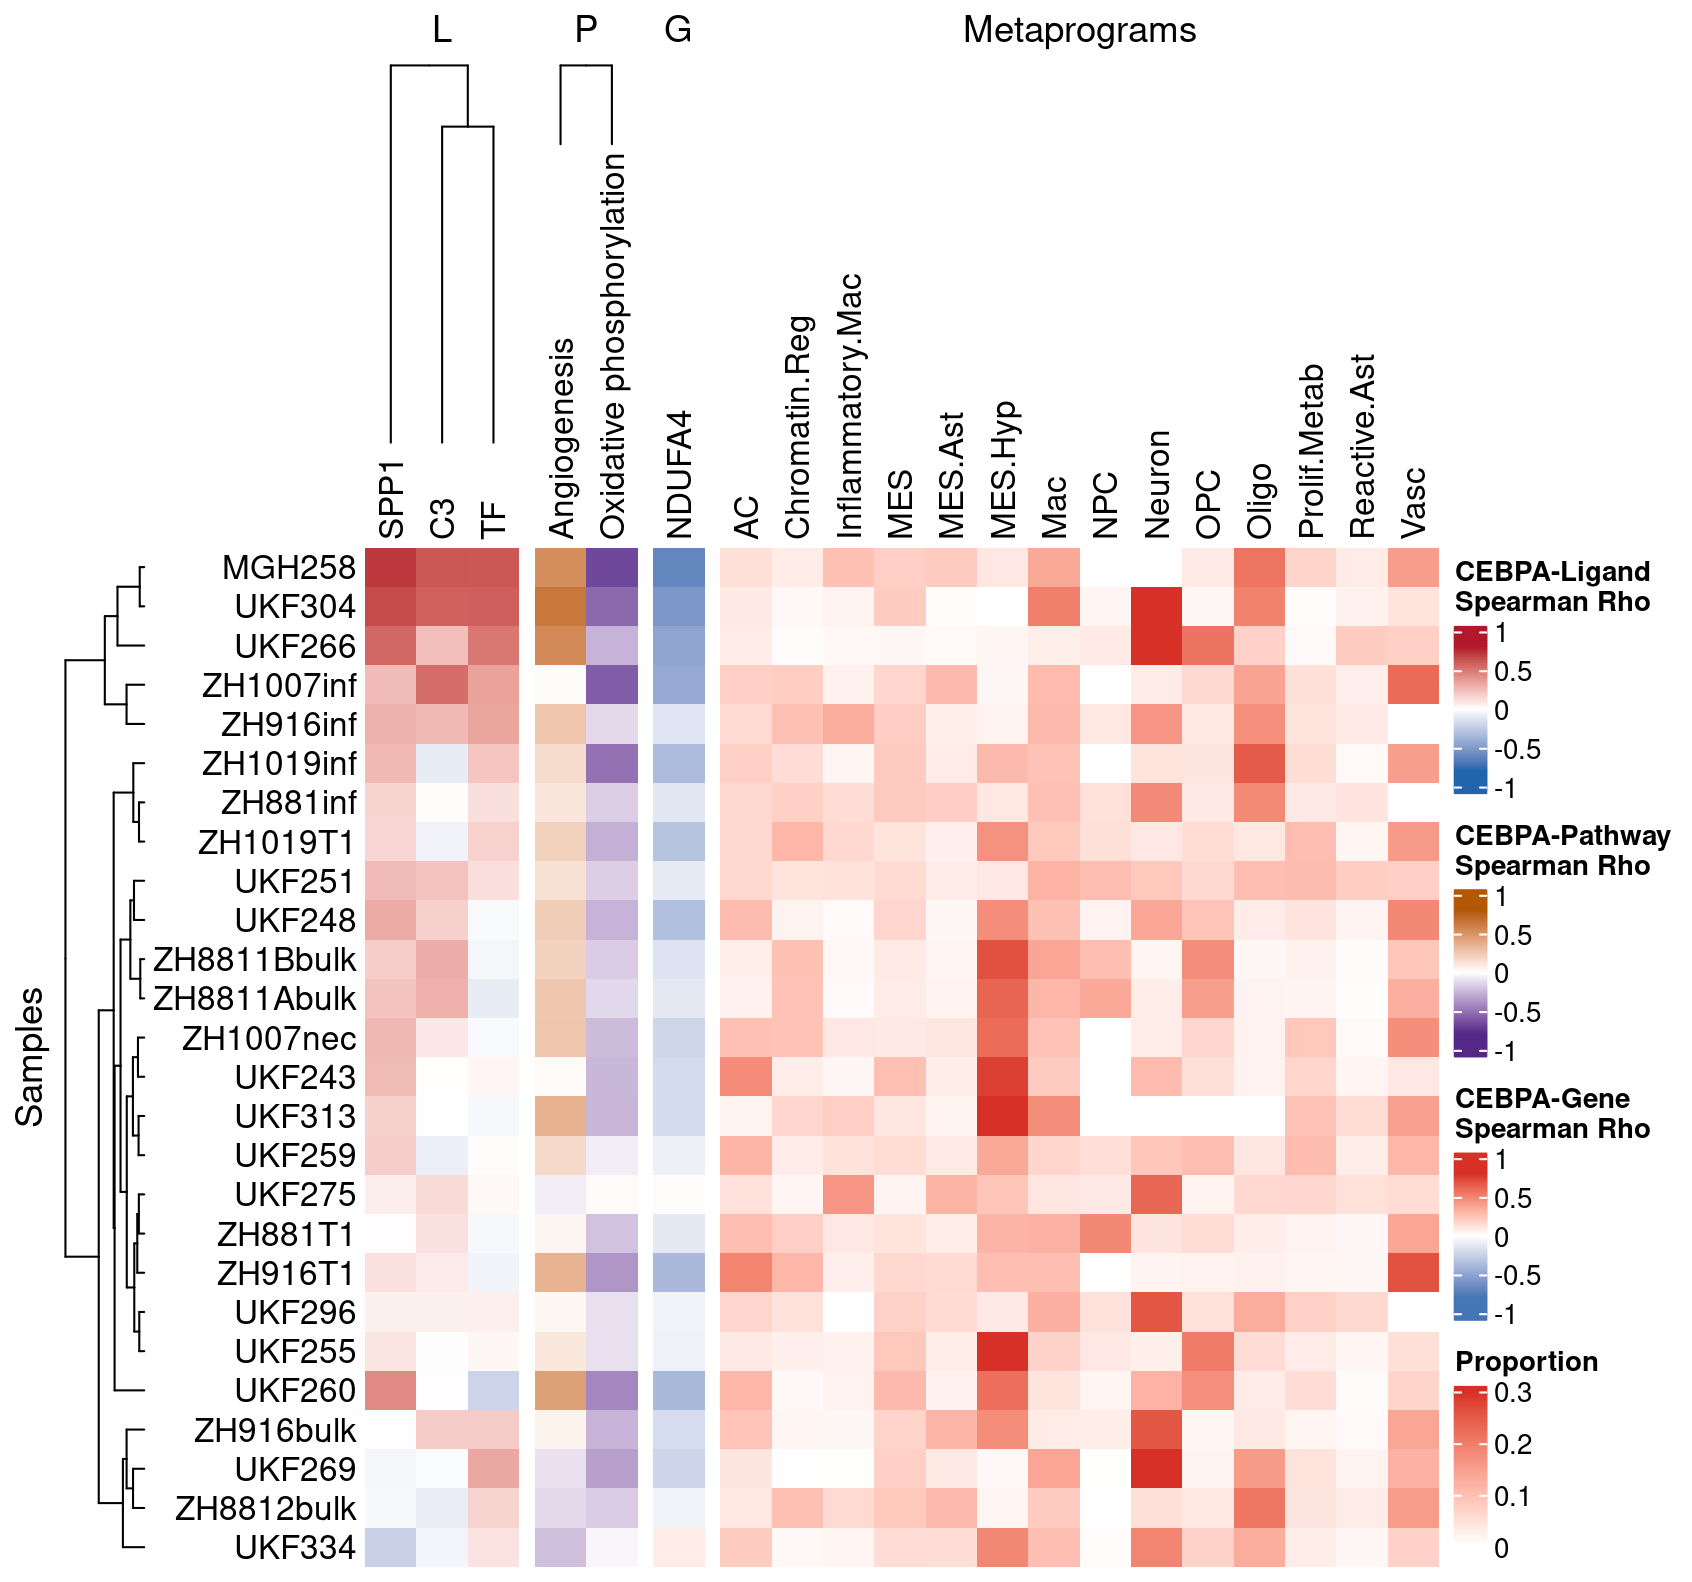 L P G Metaprograms
SPP1
C3
TF
Angiogenesis
Oxidative phosphorylation
NDUFA4
AC
Chromatin.Reg
Inflammatory.Mac
MES
MES.Ast
MES.Hyp
Mac
NPC
Neuron
OPC
Oligo
Prolif.Metab
Reactive.Ast
Vasc
Samples
MGH258
UKF304
UKF266
ZH1007inf
ZH916inf
ZH1019inf
ZH881inf
ZH1019T1
UKF251
UKF248
ZH8811Bbulk
ZH8811Abulk
ZH1007nec
UKF243
UKF313
UKF259
UKF275
ZH881T1
ZH916T1
UKF296
UKF255
UKF260
ZH916bulk
UKF269
ZH8812bulk
UKF334
CEBPA-Ligand
Spearman Rho
1
0.5
0
-0.5
-1
CEBPA-Pathway
Spearman Rho
1
0.5
0
-0.5
-1
CEBPA-Gene
Spearman Rho
1
0.5
0
-0.5
-1
Proportion
0.3
0.2
0.1
0